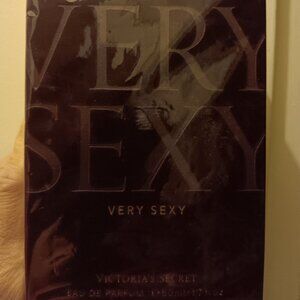 VERY
SEXY
VERY SEXY
VICTORIA'S SECRET
EAU DE PARFUM